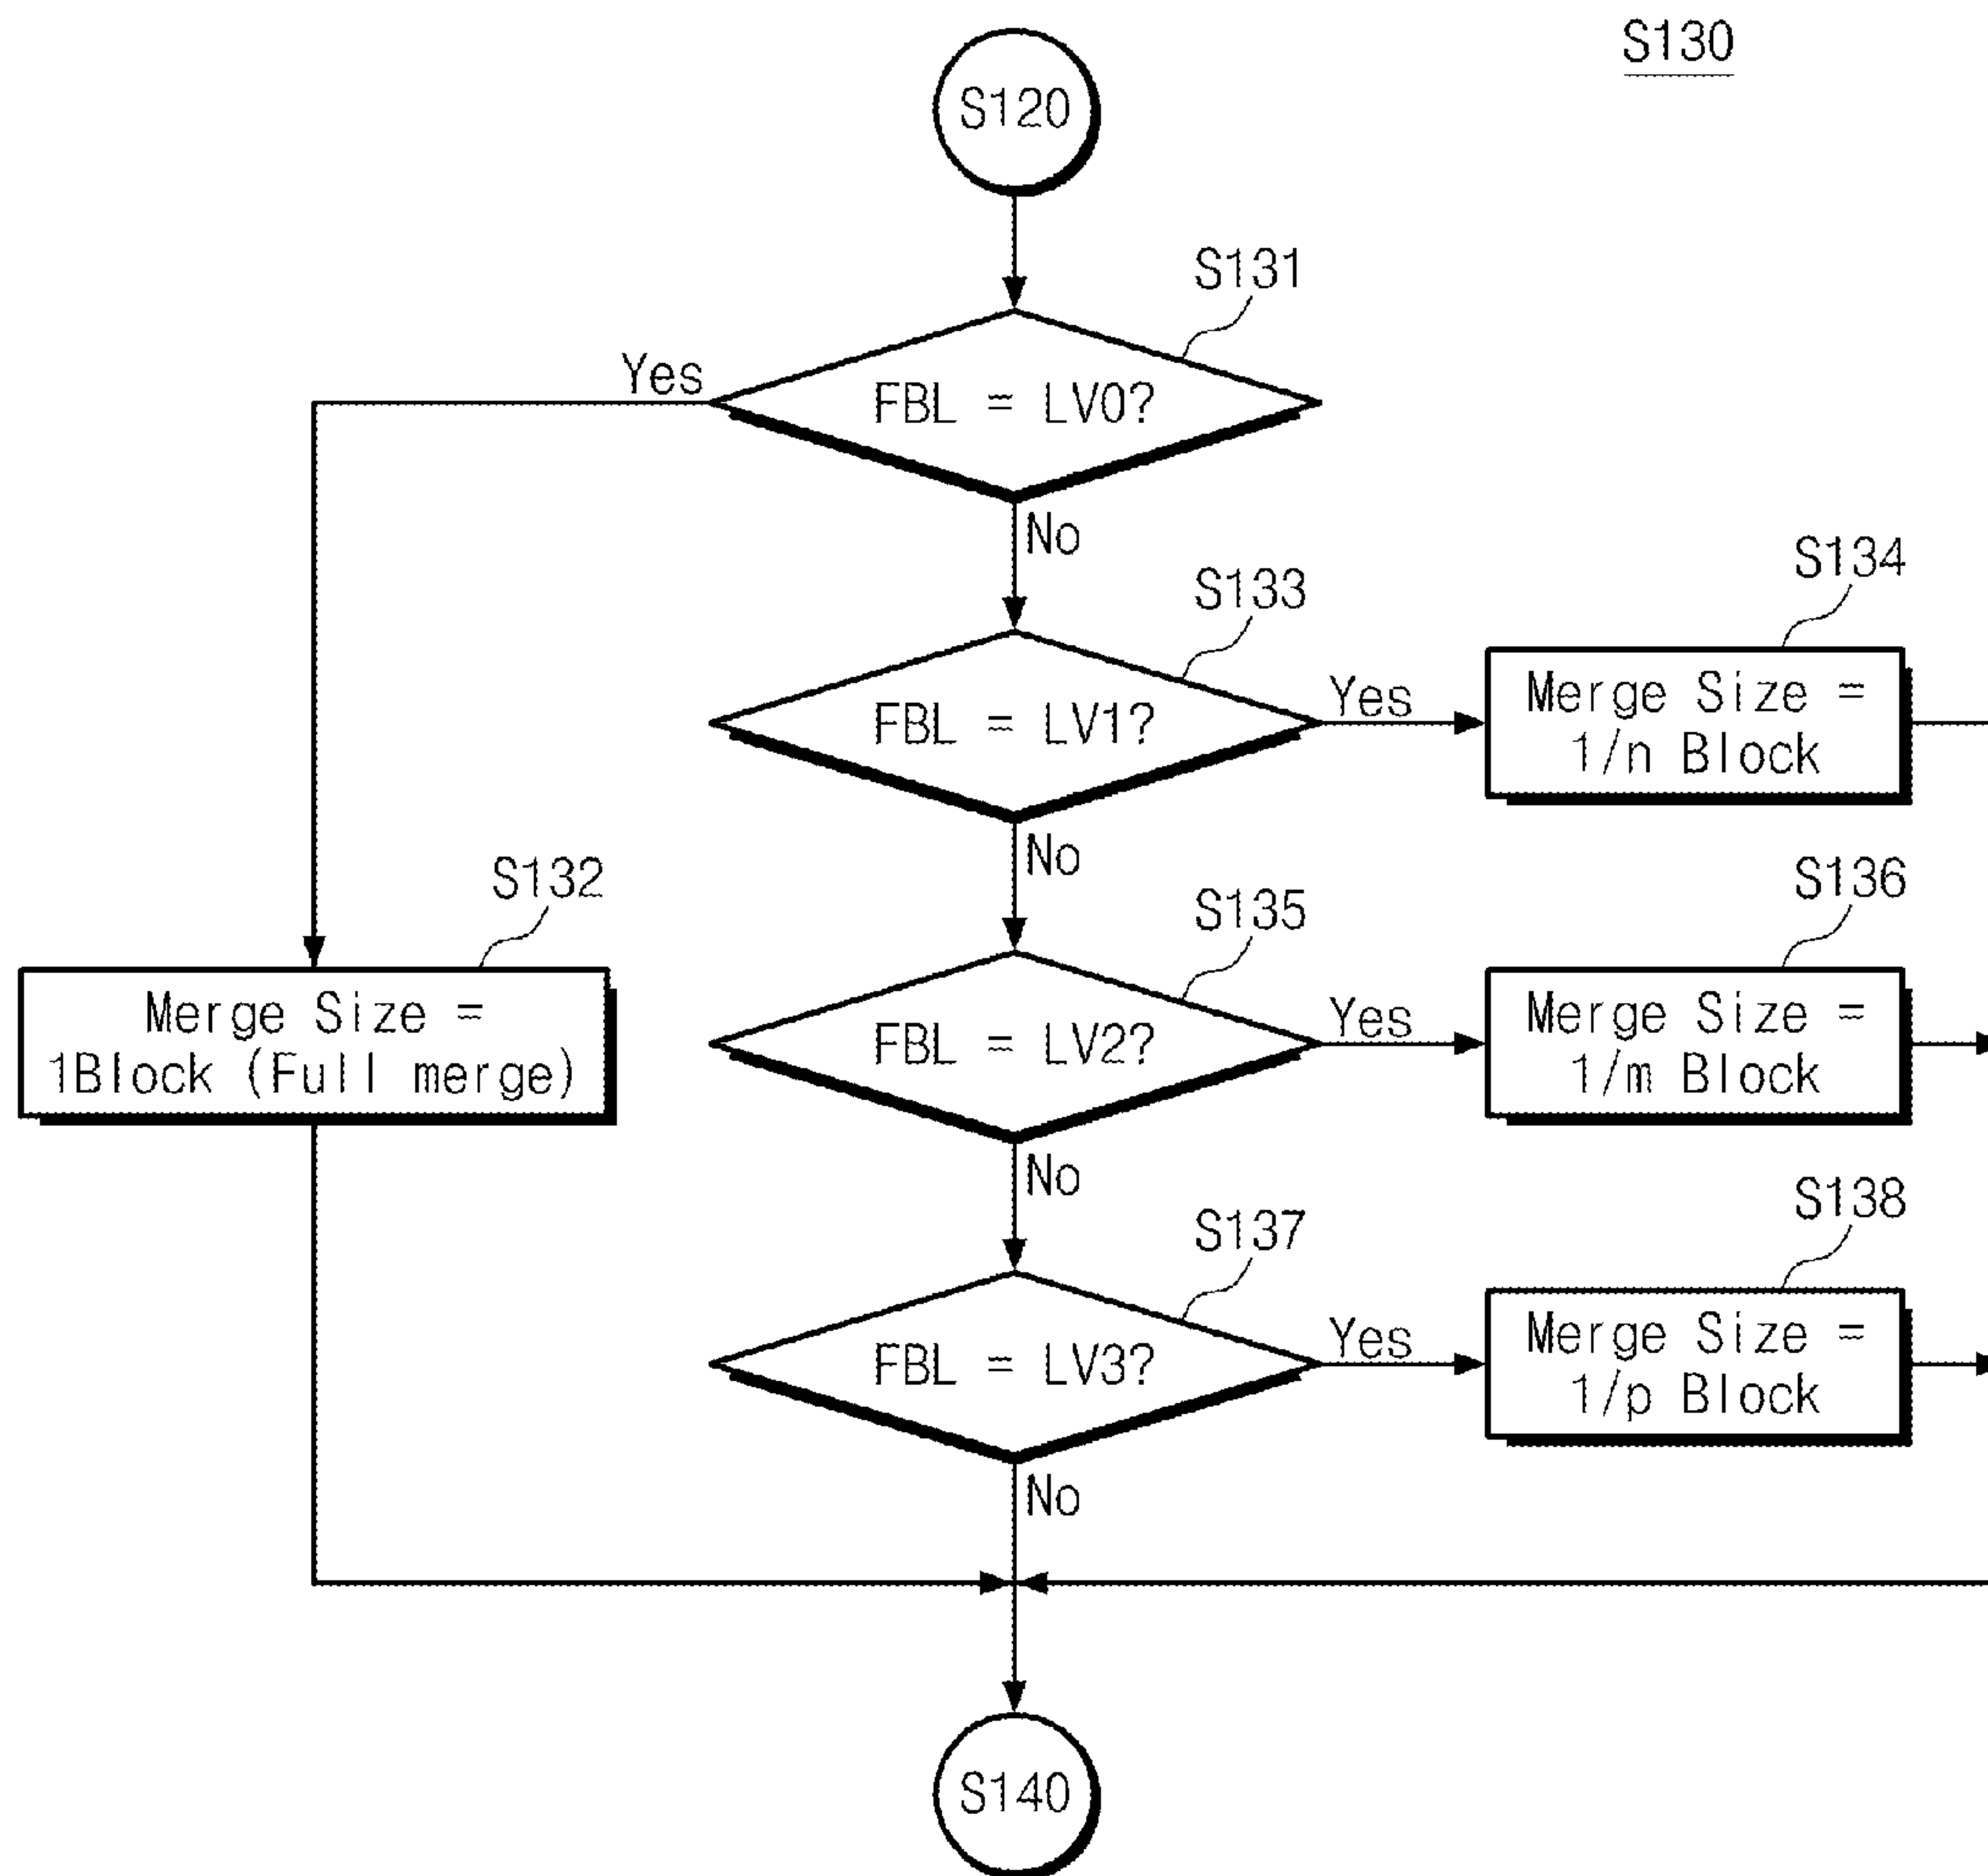 S130
S120
S131
Yes
FBL = LV0?
No
S133
S134
FBL = LV1?
Yes
Merge Size =
1/n Block
No
S132
Merge Size =
1Block (Full merge)
S135
S136
FBL = LV2?
Yes
Merge Size =
1/m Block
No
S137
S138
FBL = LV3?
Yes
Merge Size =
1/p Block
No
S140